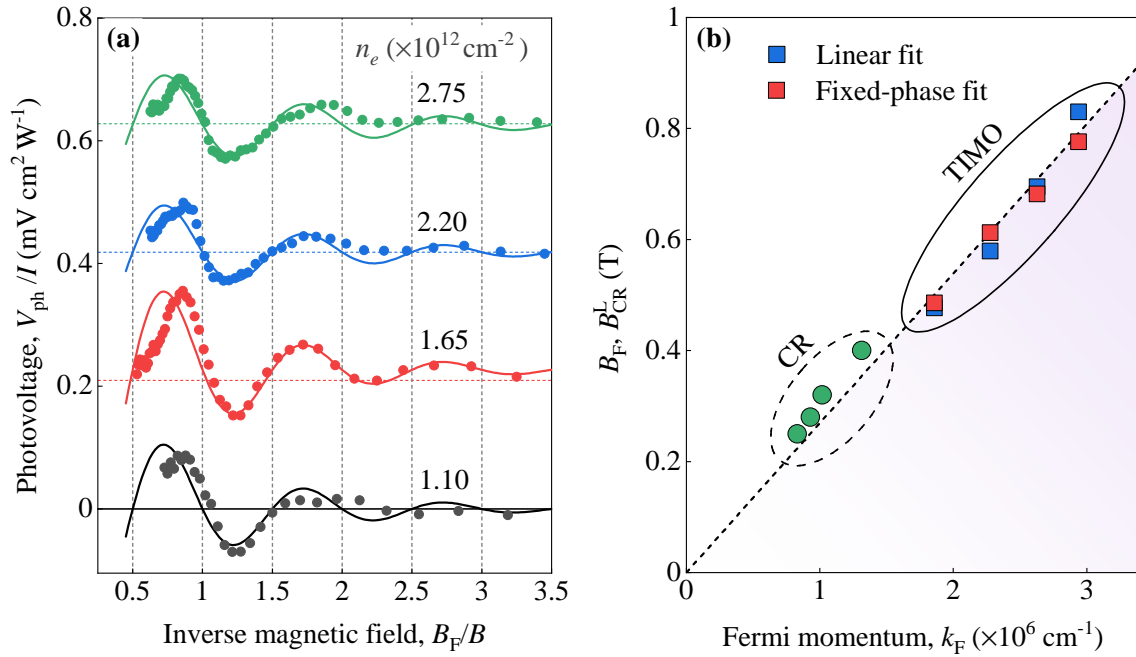 (a)
n_e (×10^12 cm^-2)
2.75
2.20
1.65
1.10
0.8
0.6
0.4
0.2
0
Photovoltage, V_ph / I (mV cm^2 W^-1)
0.5 1 1.5 2 2.5 3 3.5
Inverse magnetic field, B_F/B
(b)
Linear fit
Fixed-phase fit
TIMO
CR
1
0.8
0.6
0.4
0.2
0
B_F, B_CR^L (T)
0 1 2 3
Fermi momentum, k_F (×10^6 cm^-1)